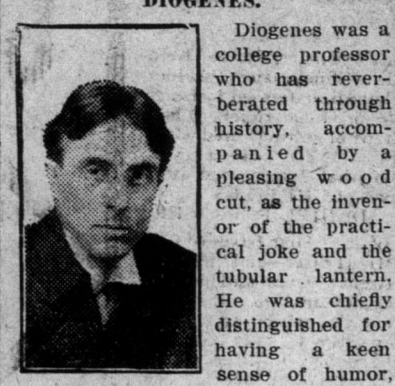 DIOGENES.
Diogenes was a
college professor
who has rever-
berated through
history, accom-
panied by a
pleasing wood
cut, as the inven-
or of the practi-
cal joke and the
tubular lantern.
He was chiefly
distinguished for
having a keen
sense of humor,